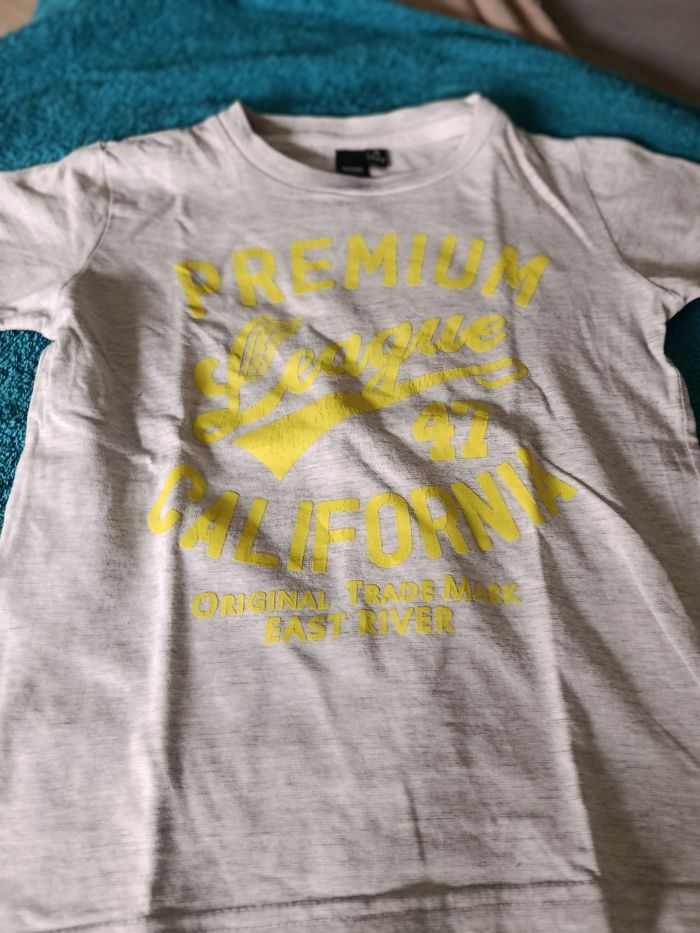 PREMIUM
League
47
CALIFORNIA
ORIGINAL TRADE MARK
EAST RIVER